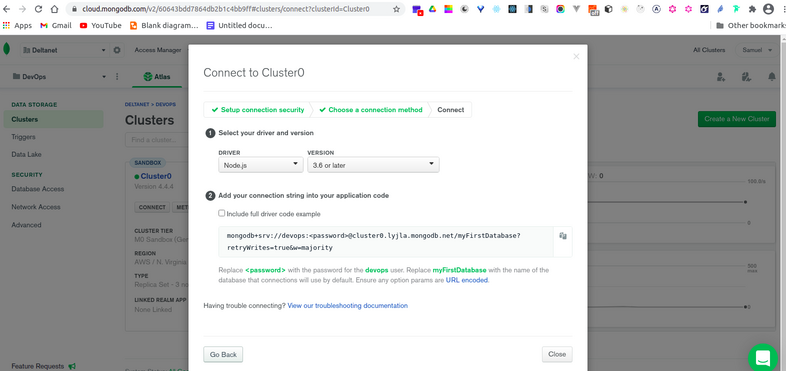 cloud.mongodb.com/v2/60643bdd7864db2b1c4bb9ff#clusters/connect?clusterId=Cluster0
Apps
Gmail
YouTube
Blank diagram…
Untitled docu…
Other bookmarks
Deltanet
Access Manager
All Clusters
Samuel
DevOps
Atlas
DATA STORAGE
Clusters
Triggers
Data Lake
SECURITY
Database Access
Network Access
Advanced
Feature Requests
DELTANET > DEVOPS
Clusters
Find a cluster...
Create a New Cluster
SANDBOX
Cluster0
Version 4.4.4
CONNECT
CLUSTER TIER
M0 Sandbox (Gen
REGION
AWS / N. Virginia
TYPE
Replica Set - 3 no
LINKED REALM APP
None Linked
W: 0
100.0/s
Connect to Cluster0
Setup connection security
Choose a connection method
Connect
1 Select your driver and version
DRIVER
VERSION
Node.js
3.6 or later
2 Add your connection string into your application code
Include full driver code example
mongodb+srv://devops:<password>@cluster0.lyjla.mongodb.net/myFirstDatabase?
retryWrites=true&w=majority
Replace <password> with the password for the devops user. Replace myFirstDatabase with the name of the
database that connections will use by default. Ensure any option params are URL encoded.
Having trouble connecting? View our troubleshooting documentation
Go Back
Close